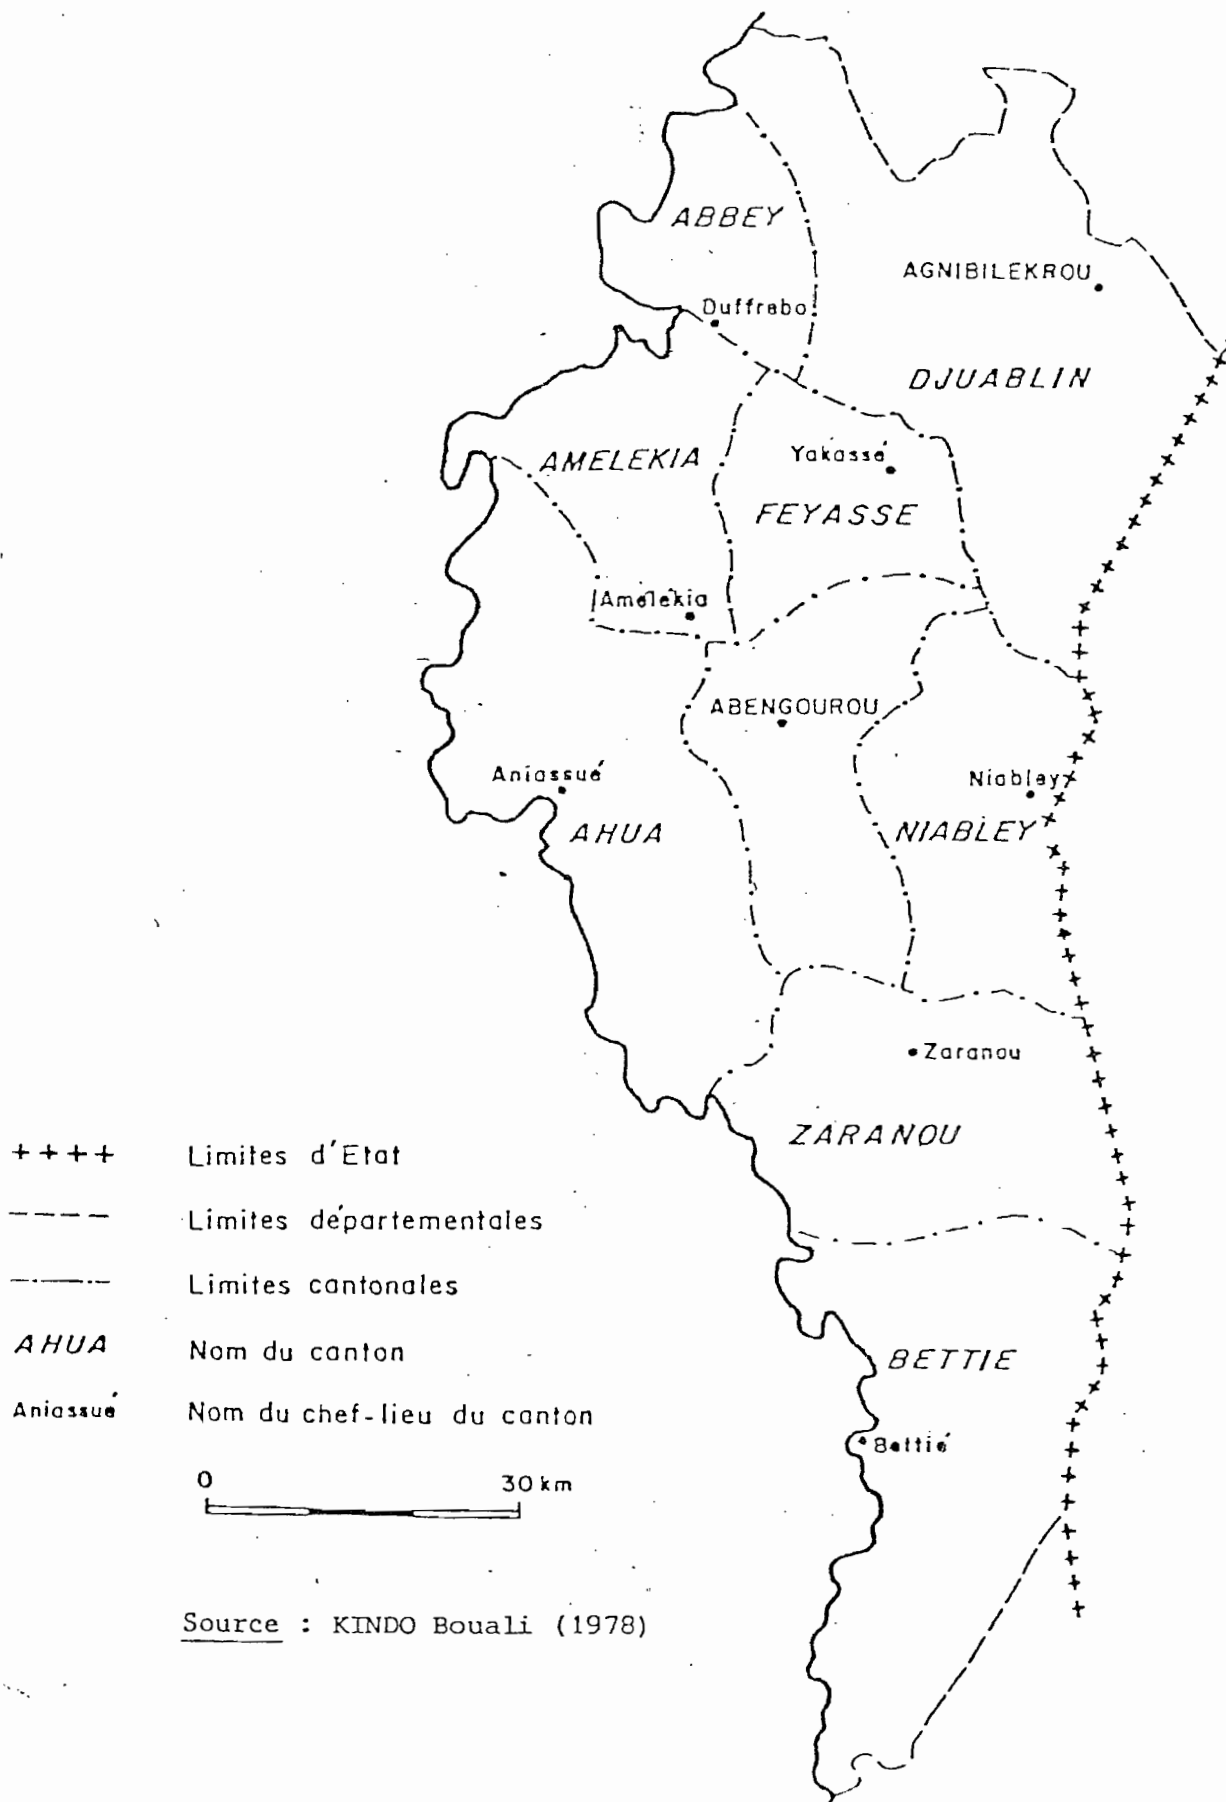 ABBEY
AGNIBILEKROU
Duffrebo
DJUABLIN
AMELEKIA
Yakassé
FEYASSE
Amélékia
ABENGOUROU
Aniassué
Niabley
AHUA
NIABLEY
Zaranou
ZARANOU
++++ Limites d'Etat
Limites départementales
Limites cantonales
AHUA Nom du canton
BETTIE
Aniassué Nom du chef-lieu du canton
Bettié
0 30 km
Source : KINDO Bouali (1978)